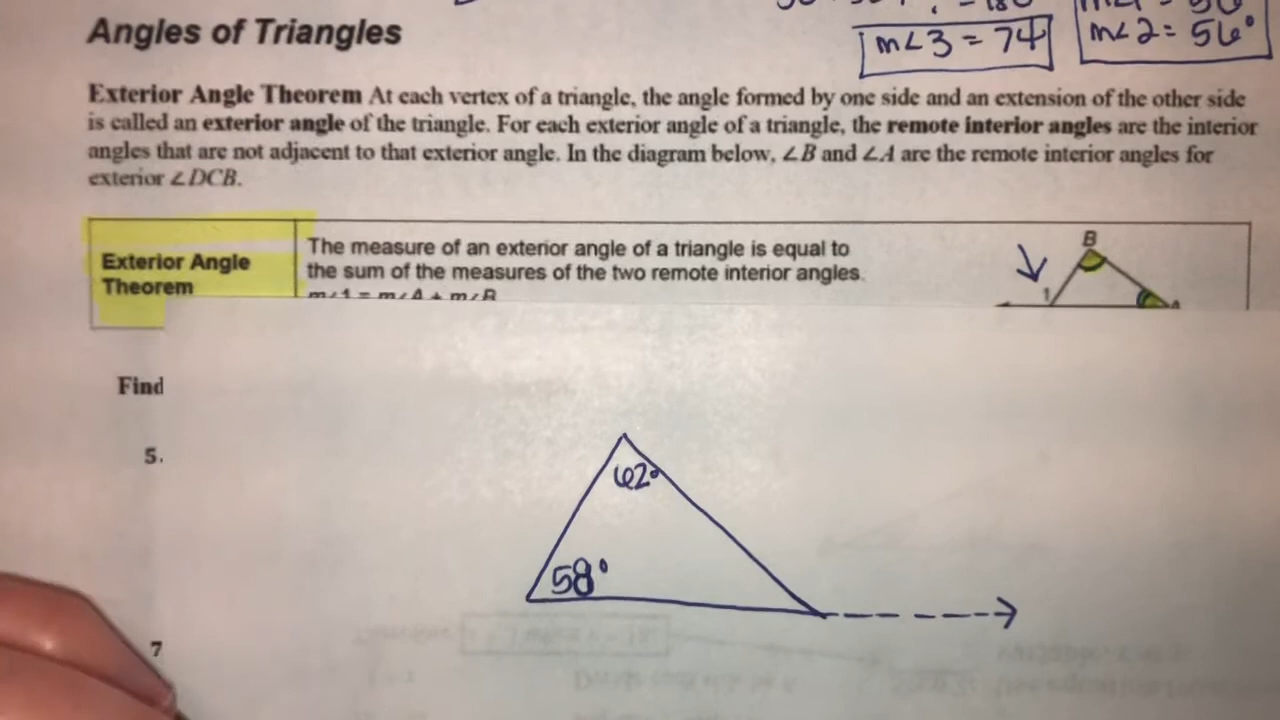 Angles of Triangles
m∠3 = 74
m∠2 = 56°
Exterior Angle Theorem At each vertex of a triangle, the angle formed by one side and an extension of the other side
is called an exterior angle of the triangle. For each exterior angle of a triangle, the remote interior angles are the interior
angles that are not adjacent to that exterior angle. In the diagram below, ∠B and ∠A are the remote interior angles for
exterior ∠DCB.
Exterior Angle
Theorem
The measure of an exterior angle of a triangle is equal to
the sum of the measures of the two remote interior angles.
m∠1 = m∠A + m∠B
B
1
A
Find
5.
62°
58°
7